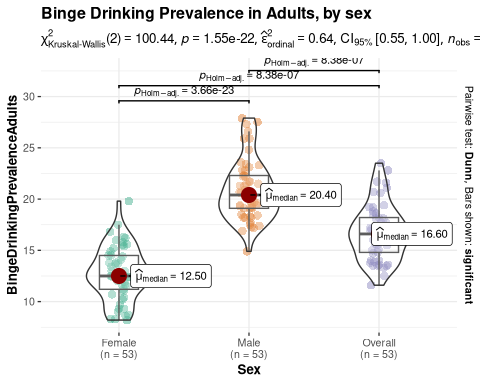 Binge Drinking Prevalence in Adults, by sex
χ²Kruskal-Wallis(2) = 100.44, p = 1.55e-22, ε̂²ordinal = 0.64, CI95% [0.55, 1.00], nobs =
pHolm-adj. = 8.38e-07
pHolm-adj. = 8.38e-07
pHolm-adj. = 3.66e-23
BingeDrinkingPrevalenceAdults
30
25
20
15
10
μ̂median = 12.50
μ̂median = 20.40
μ̂median = 16.60
Pairwise test: Dunn, Bars shown: significant
Female
(n = 53)
Male
(n = 53)
Overall
(n = 53)
Sex